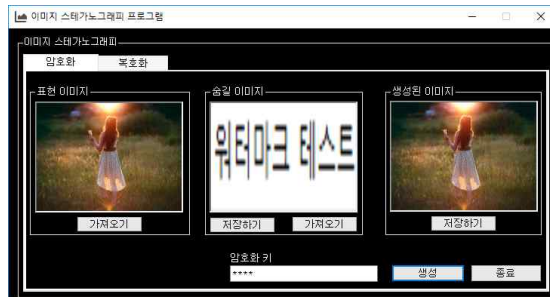 이미지 스테가노그래피 프로그램
이미지 스테가노그래피
암호화 복호화
표현 이미지 숨길 이미지 생성된 이미지
워터마크 테스트
가져오기 저장하기 가져오기 저장하기
암호화 키
****
생성 종료